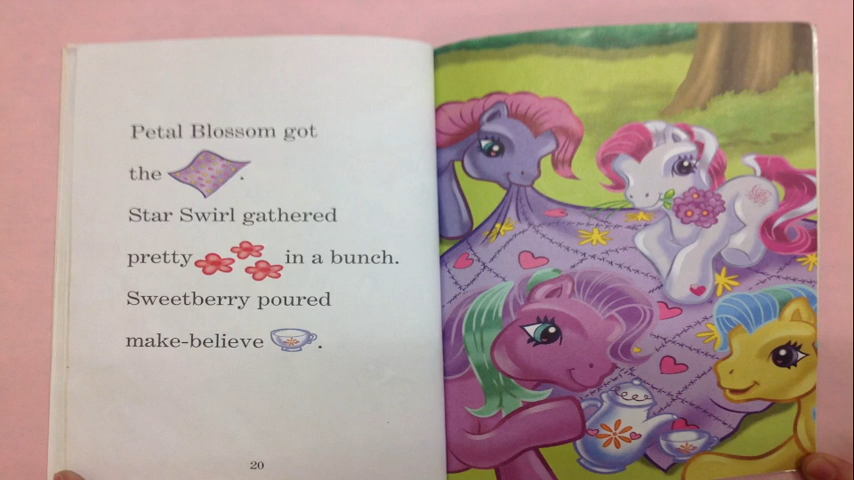 Petal Blossom got
the .
Star Swirl gathered
pretty in a bunch.
Sweetberry poured
make-believe .
20